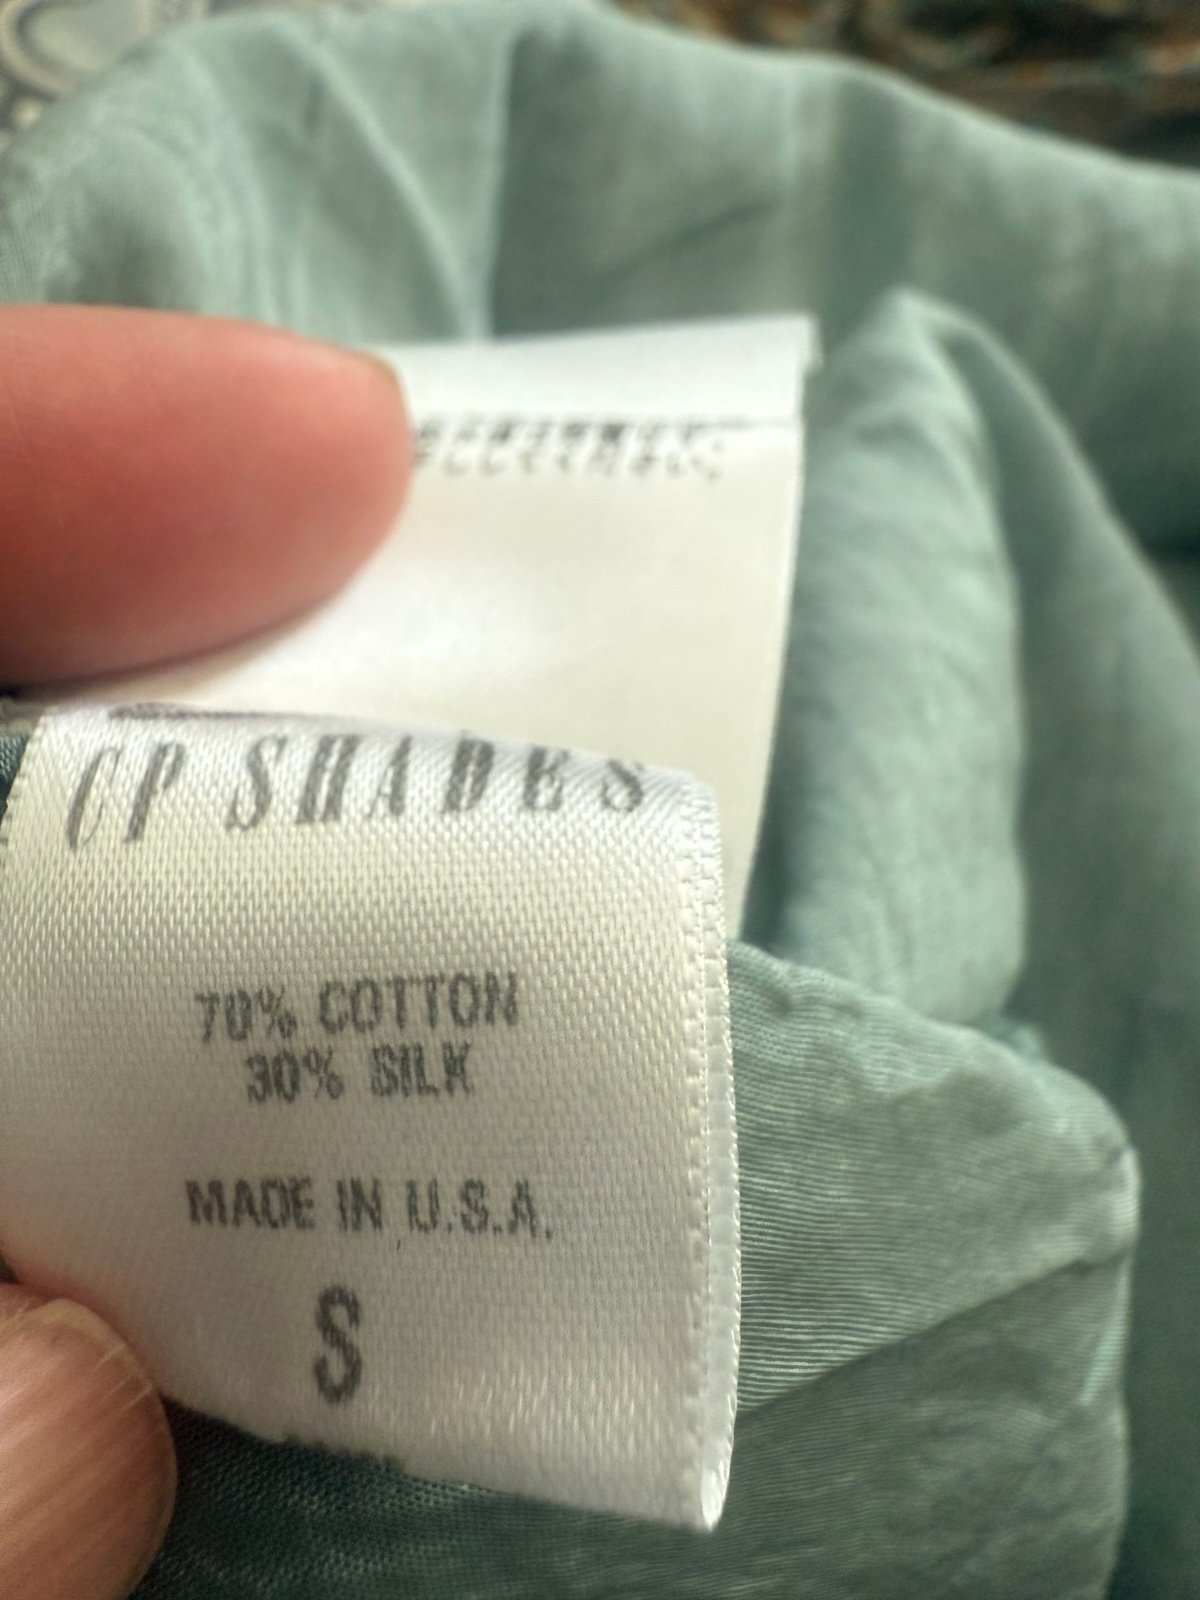 CP SHADES
70% COTTON
30% SILK
MADE IN U.S.A.
S